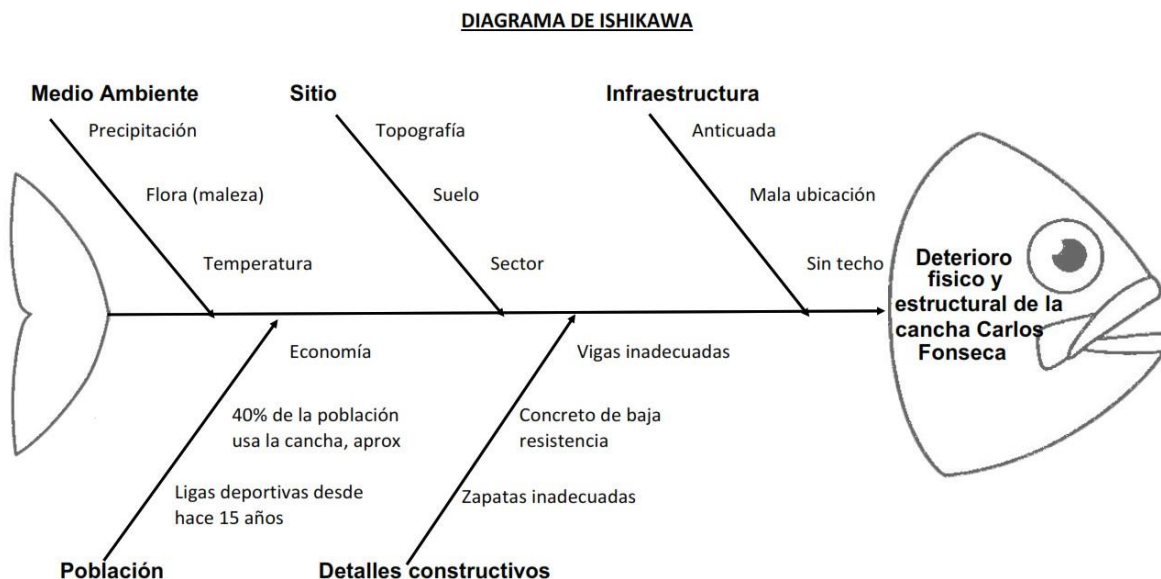 DIAGRAMA DE ISHIKAWA
Medio Ambiente
Precipitación
Flora (maleza)
Temperatura
Sitio
Topografía
Suelo
Sector
Infraestructura
Anticuada
Mala ubicación
Sin techo
Deterioro
fisico y
estructural de la
cancha Carlos
Fonseca
Economía
40% de la población
usa la cancha, aprox
Ligas deportivas desde
hace 15 años
Población
Vigas inadecuadas
Concreto de baja
resistencia
Zapatas inadecuadas
Detalles constructivos